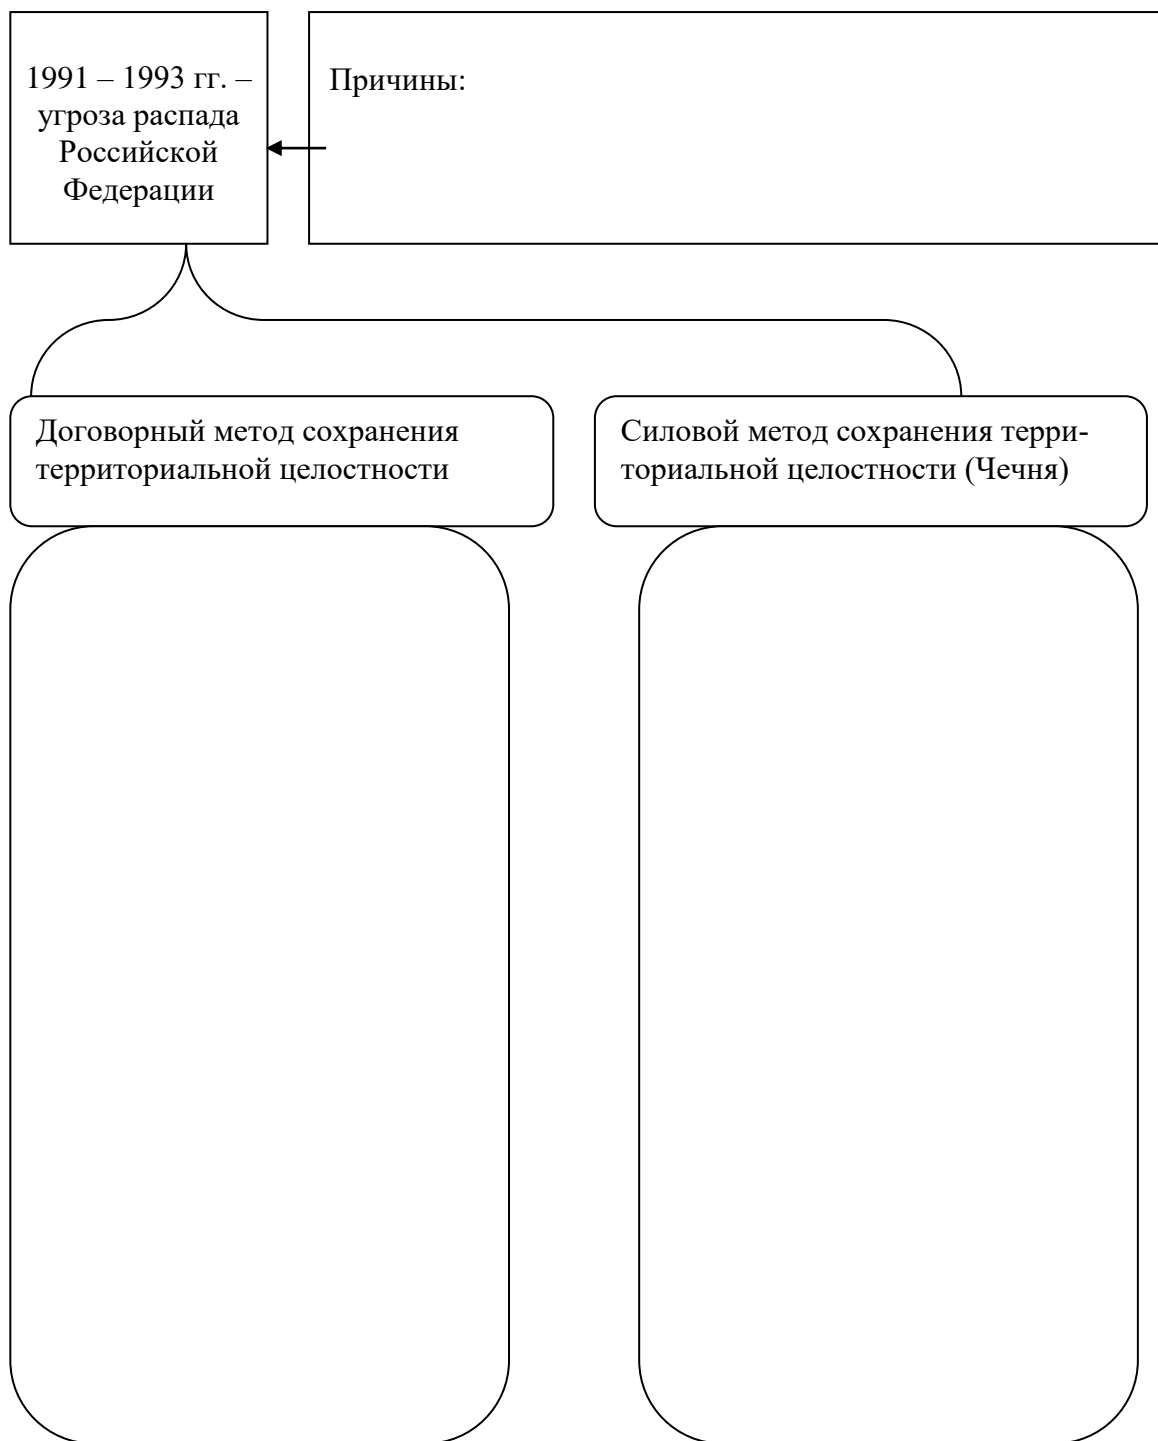 1991 – 1993 гг. –
угроза распада
Российской
Федерации
Причины:
Договорный метод сохранения
территориальной целостности
Силовой метод сохранения терри-
ториальной целостности (Чечня)